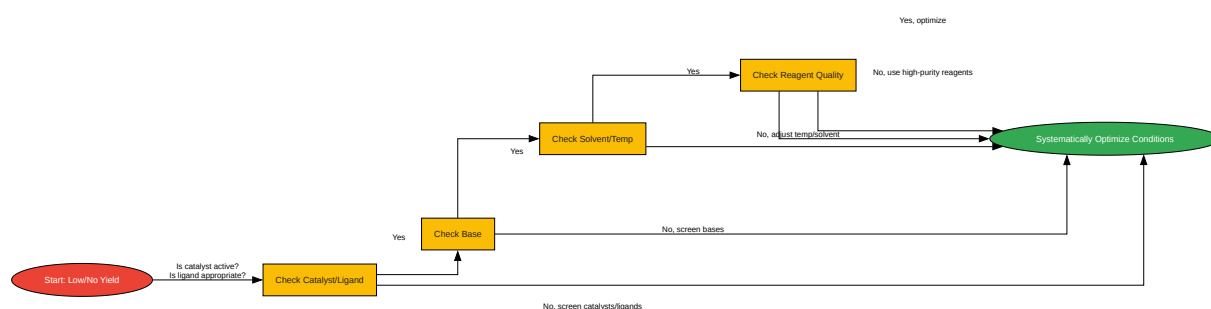 Yes, optimize
Yes
Check Reagent Quality
No, use high-purity reagents
No, adjust temp/solvent
Check Solvent/Temp
Systematically Optimize Conditions
Yes
Yes
Check Base
No, screen bases
Is catalyst active?
Is ligand appropriate?
Start: Low/No Yield
Check Catalyst/Ligand
No, screen catalysts/ligands